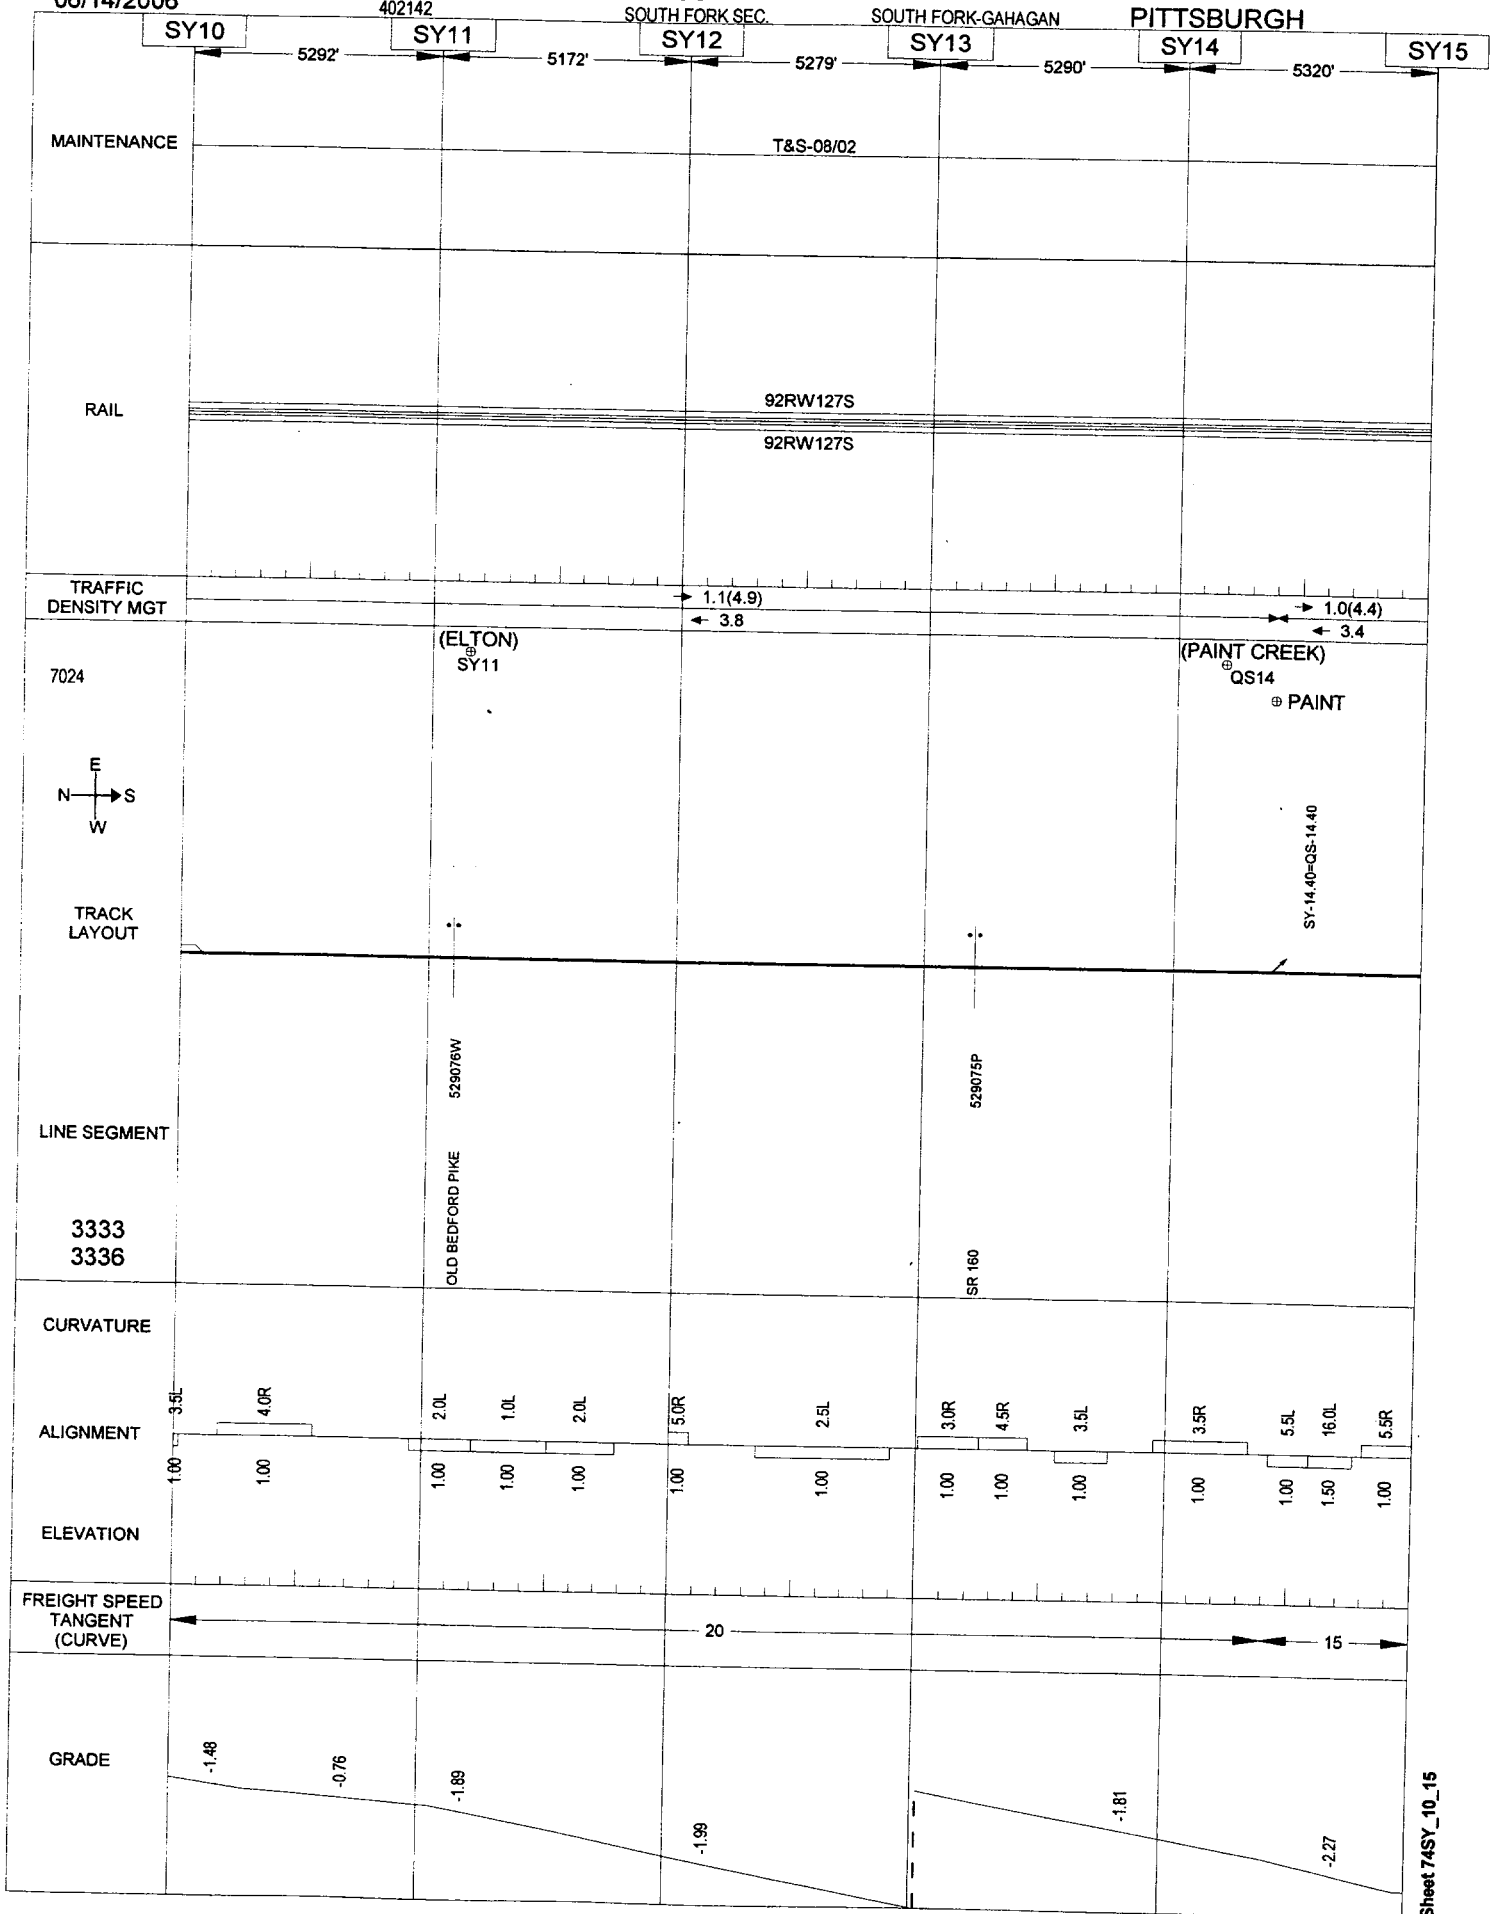 08/14/2006
402142
SOUTH FORK SEC.
SOUTH FORK-GAHAGAN
PITTSBURGH
SY10
SY11
SY12
SY13
SY14
SY15
5292'
5172'
5279'
5290'
5320'
MAINTENANCE
T&S-08/02
RAIL
92RW127S
92RW127S
TRAFFIC
DENSITY MGT
1.1(4.9)
3.8
1.0(4.4)
3.4
7024
(ELTON)
SY11
(PAINT CREEK)
QS14
PAINT
E
N S
W
SY-14.40=QS-14.40
TRACK
LAYOUT
529076W
529075P
LINE SEGMENT
OLD BEDFORD PIKE
SR 160
3333
3336
CURVATURE
ALIGNMENT
3.5L
4.0R
2.0L
1.0L
2.0L
5.0R
2.5L
3.0R
4.5R
3.5L
3.5R
5.5L
16.0L
5.5R
1.00
1.00
1.00
1.00
1.00
1.00
1.00
1.00
1.00
1.00
1.00
1.00
1.50
1.00
ELEVATION
FREIGHT SPEED
TANGENT
(CURVE)
20
15
GRADE
-1.48
-0.76
-1.89
-1.99
-1.81
-2.27
Sheet 74SY_10_15